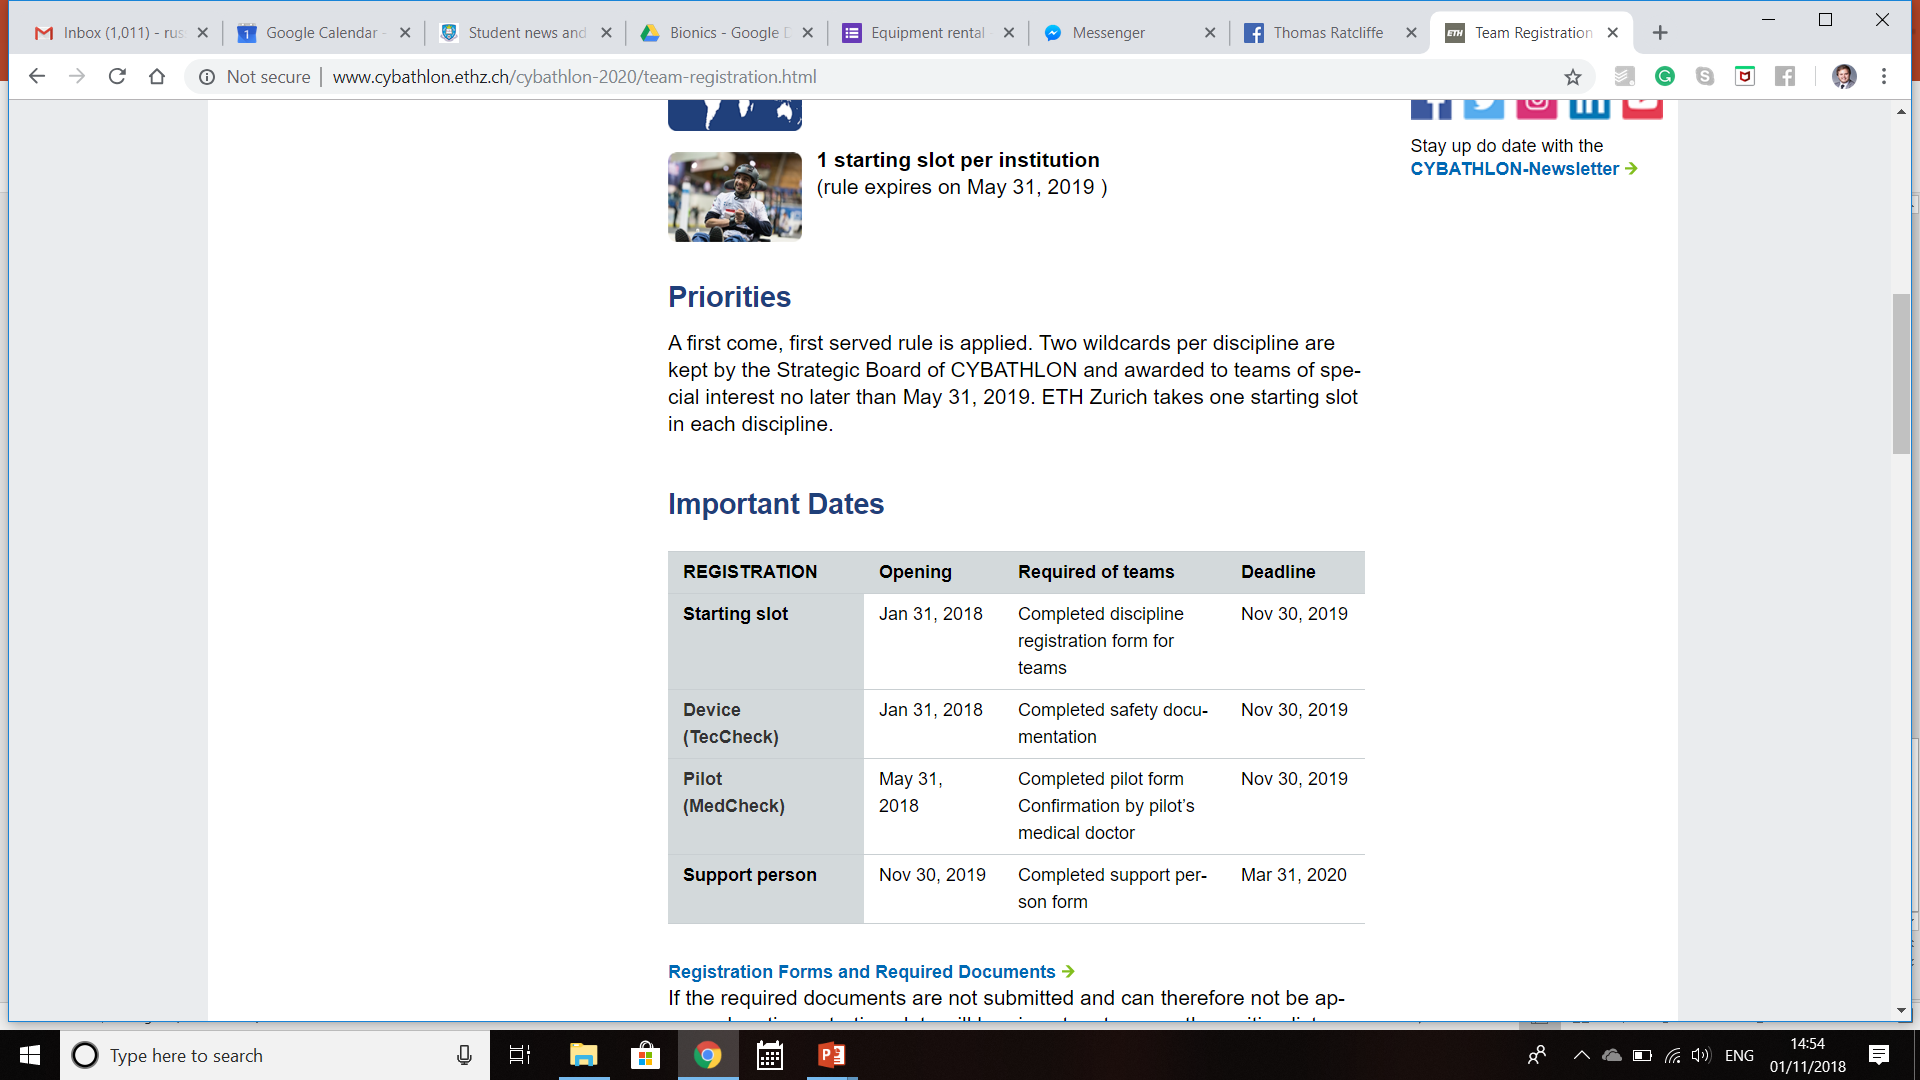 Inbox (1,011) - rus
Google Calendar -
Student news and
Bionics - Google D
Equipment rental
Messenger
Thomas Ratcliffe
ETH
Team Registration
Not secure | www.cybathlon.ethz.ch/cybathlon-2020/team-registration.html
1 starting slot per institution
(rule expires on May 31, 2019 )
Stay up do date with the
CYBATHLON-Newsletter
Priorities
A first come, first served rule is applied. Two wildcards per discipline are
kept by the Strategic Board of CYBATHLON and awarded to teams of spe-
cial interest no later than May 31, 2019. ETH Zurich takes one starting slot
in each discipline.
Important Dates
REGISTRATION Opening Required of teams Deadline
Starting slot Jan 31, 2018 Completed discipline Nov 30, 2019
registration form for
teams
Device Jan 31, 2018 Completed safety docu- Nov 30, 2019
(TecCheck) mentation
Pilot May 31, Completed pilot form Nov 30, 2019
(MedCheck) 2018 Confirmation by pilot's
medical doctor
Support person Nov 30, 2019 Completed support per- Mar 31, 2020
son form
Registration Forms and Required Documents
If the required documents are not submitted and can therefore not be ap-
Type here to search
ENG
14:54
01/11/2018